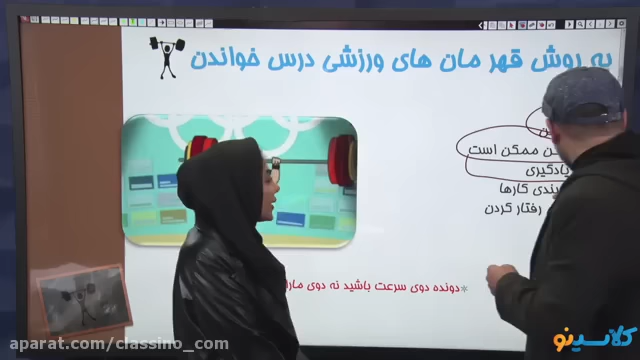 به روش قهرمان های ورزشی درس خواندن
ممکن است
یادگیری
بندی کارها
رفتار کردن
*دونده دوی سرعت باشید نه دوی
aparat.com/classino_com
کلاسینو